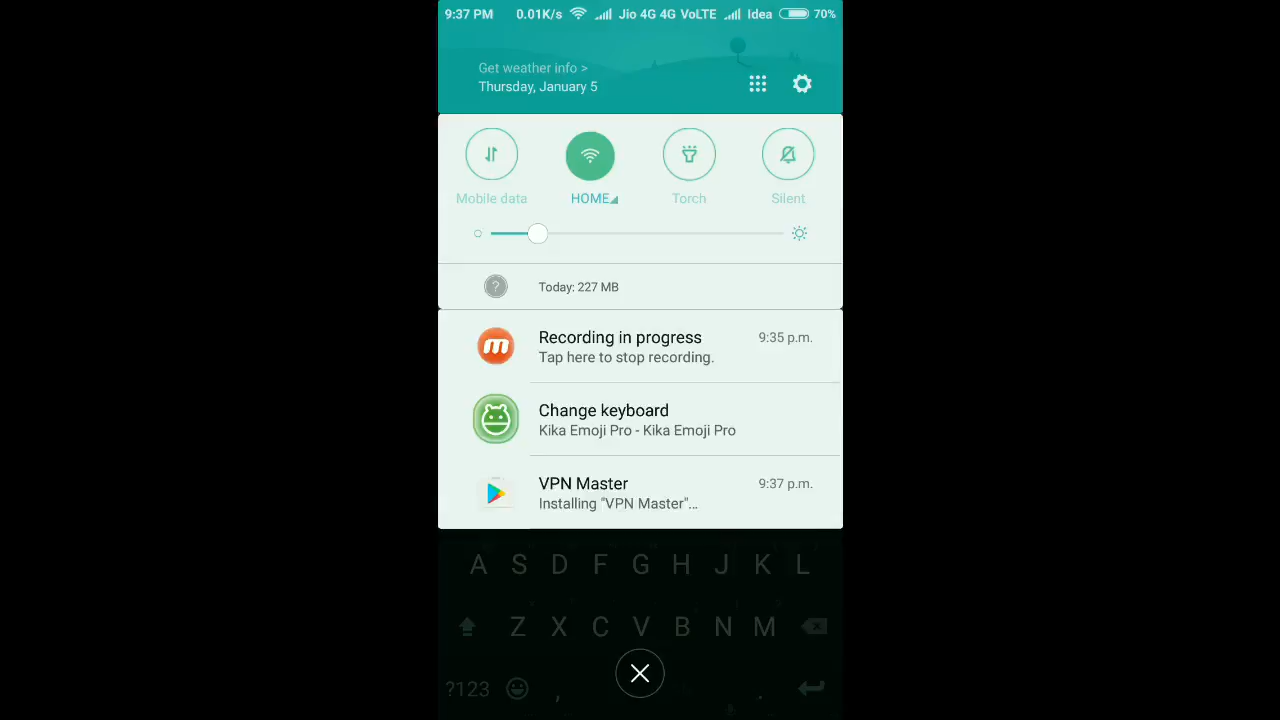 9:37 PM 0.01K/s Jio 4G 4G VoLTE Idea 70%
Get weather info >
Thursday, January 5
Mobile data HOME Torch Silent
? Today: 227 MB
Recording in progress 9:35 p.m.
m Tap here to stop recording.
Change keyboard
Kika Emoji Pro - Kika Emoji Pro
VPN Master 9:37 p.m.
Installing "VPN Master"...
A S D F G H J K L
Z X C V B N M
?123 , .